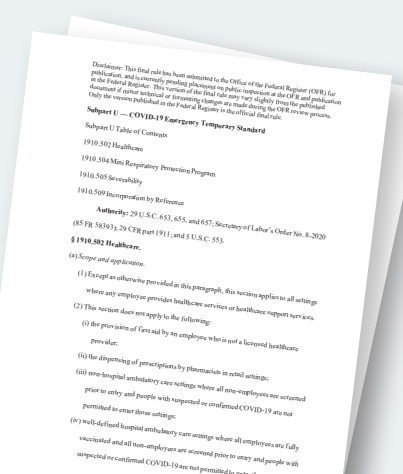 Disclaimer: This final rule has been submitted to the Office of the Federal Register (OFR) for
publication, and is currently pending placement on public inspection at the OFR and publication
in the Federal Register. This version of the final rule may vary slightly from the published
document if minor technical or formatting changes are made during the OFR review process.
Only the version published in the Federal Register is the official final rule.
Subpart U — COVID-19 Emergency Temporary Standard
Subpart U Table of Contents
1910.502 Healthcare
1910.504 Mini Respiratory Protection Program
1910.505 Severability
1910.509 Incorporation by Reference
Authority: 29 U.S.C. 653, 655, and 657; Secretary of Labor's Order No. 8-2020
(85 FR 58393); 29 CFR part 1911; and 5 U.S.C. 553.
§ 1910.502 Healthcare.
(a) Scope and application.
(1) Except as otherwise provided in this paragraph, this section applies to all settings
where any employee provides healthcare services or healthcare support services.
(2) This section does not apply to the following:
(i) the provision of first aid by an employee who is not a licensed healthcare
provider;
(ii) the dispensing of prescriptions by pharmacists in retail settings;
(iii) non-hospital ambulatory care settings where all non-employees are screened
prior to entry and people with suspected or confirmed COVID-19 are not
permitted to enter those settings;
(iv) well-defined hospital ambulatory care settings where all employees are fully
vaccinated and all non-employees are screened prior to entry and people with
suspected or confirmed COVID-19 are not permitted to